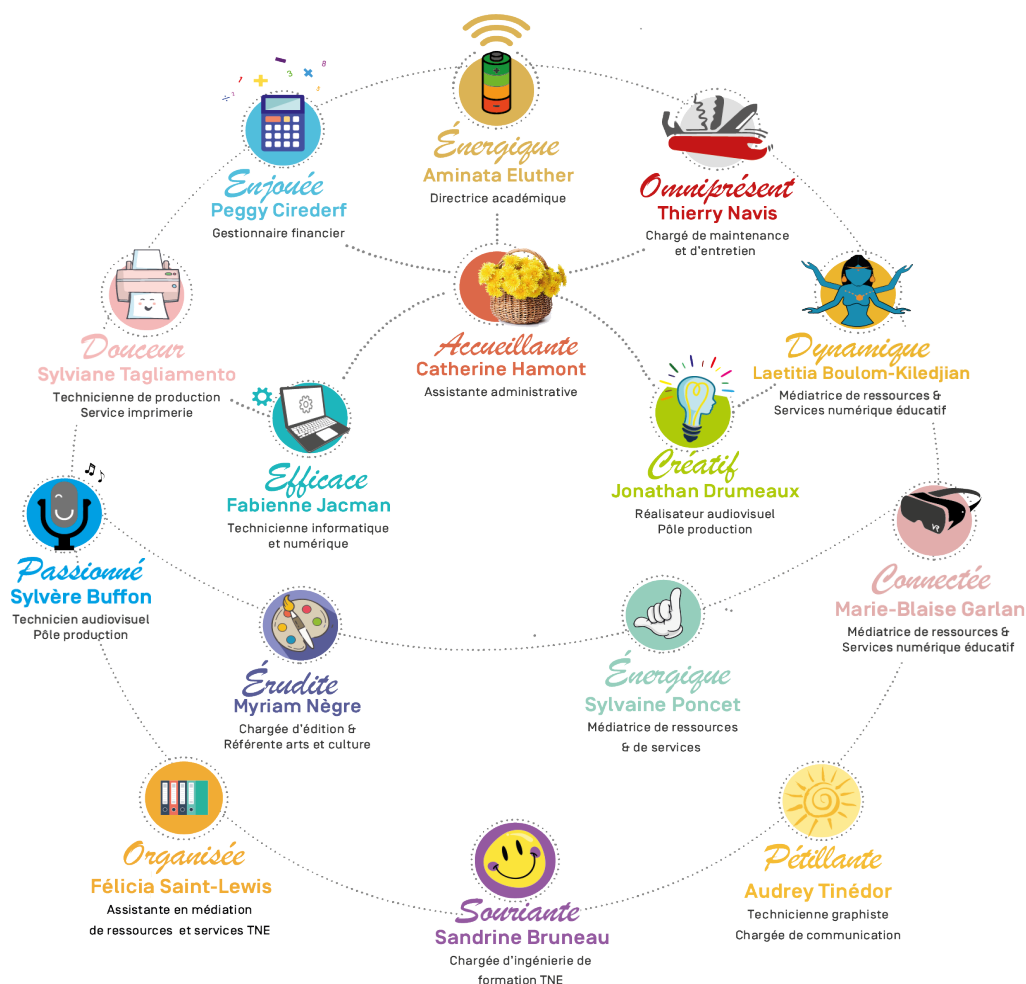 Énergique
Aminata Eluther
Directrice académique
Enjouée
Peggy Cirederf
Gestionnaire financier
Omniprésent
Thierry Navis
Chargé de maintenance
et d'entretien
Accueillante
Catherine Hamont
Assistante administrative
Douceur
Sylviane Tagliamento
Technicienne de production
Service imprimerie
Dynamique
Laetitia Boulom-Kiledjian
Médiatrice de ressources &
Services numérique éducatif
Efficace
Fabienne Jacman
Technicienne informatique
et numérique
Créatif
Jonathan Drumeaux
Réalisateur audiovisuel
Pôle production
Passionné
Sylvère Buffon
Technicien audiovisuel
Pôle production
VR
Connectée
Marie-Blaise Garlan
Médiatrice de ressources &
Services numérique éducatif
Érudite
Myriam Nègre
Chargée d'édition &
Référente arts et culture
Énergique
Sylvaine Poncet
Médiatrice de ressources
& de services
Organisée
Félicia Saint-Lewis
Assistante en médiation
de ressources et services TNE
Souriante
Sandrine Bruneau
Chargée d'ingénierie de
formation TNE
Pétillante
Audrey Tinédor
Technicienne graphiste
Chargée de communication